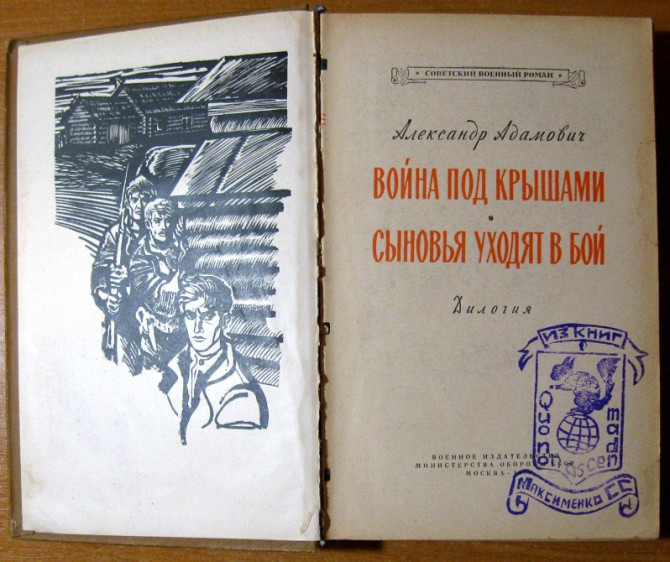 • СОВЕТСКИЙ ВОЕННЫЙ РОМАН •
Александр Адамович
ВОЙНА ПОД КРЫШАМИ
•
СЫНОВЬЯ УХОДЯТ В БОЙ
Дилогия
ИЗ КНИГ
МАКСИМЕНКО СС
ВОЕННОЕ ИЗДАТЕЛЬСТВО
МИНИСТЕРСТВА ОБОРОНЫ
МОСКВА